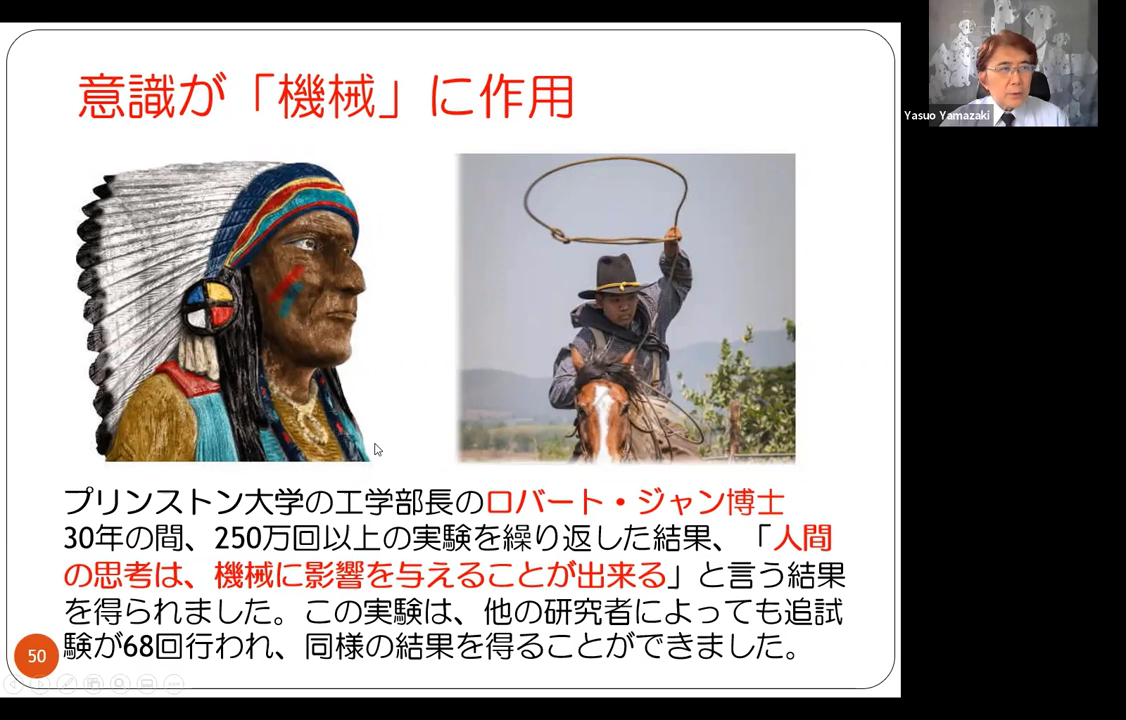 意識が「機械」に作用
Yasuo Yamazaki
プリンストン大学の工学部長のロバート・ジャン博士
30年の間、250万回以上の実験を繰り返した結果、「人間
の思考は、機械に影響を与えることが出来る」と言う結果
を得られました。この実験は、他の研究者によっても追試
験が68回行われ、同様の結果を得ることができました。
50